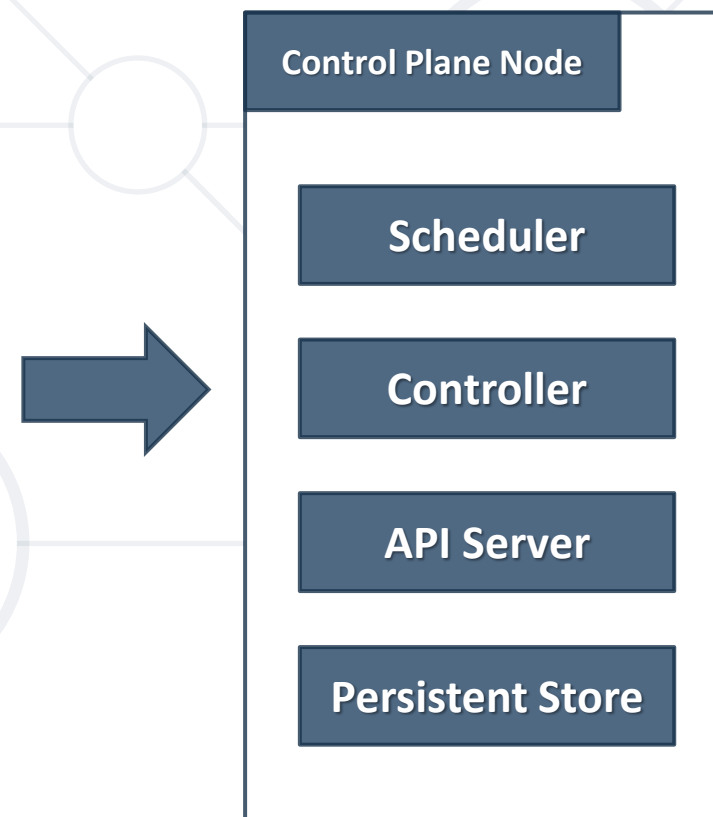 Control Plane Node
Scheduler
Controller
API Server
Persistent Store